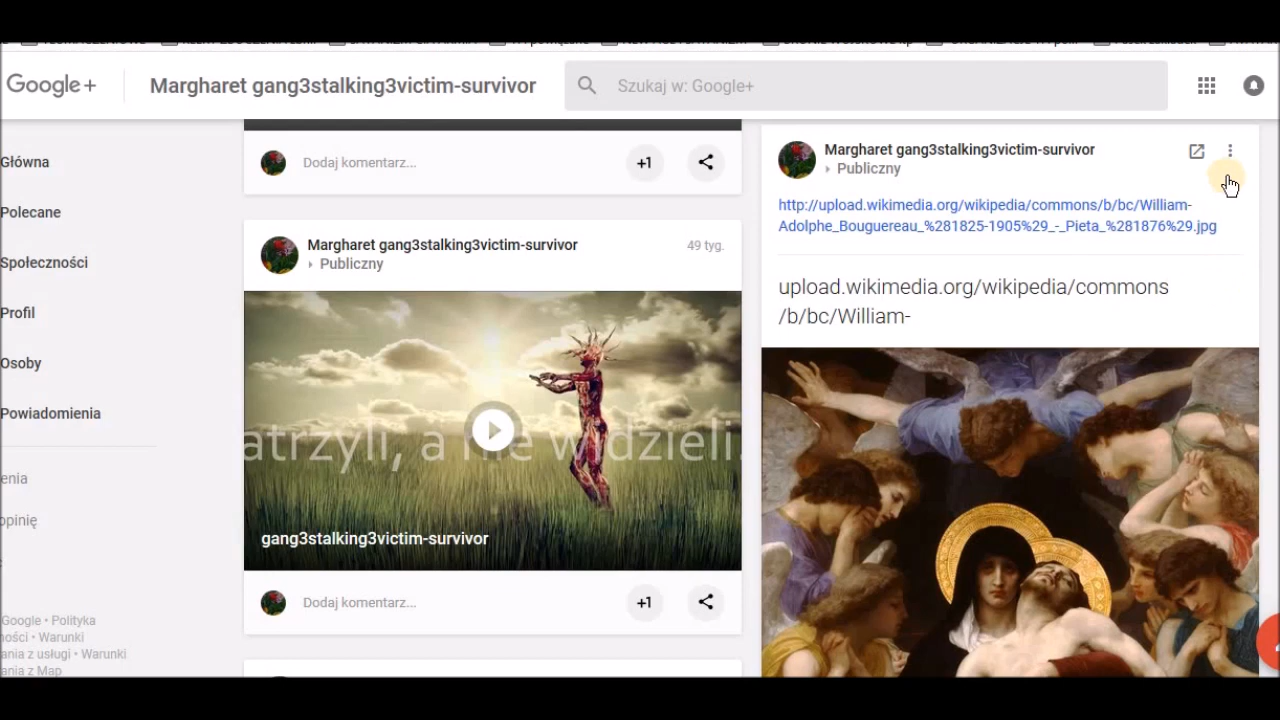 Google+
Margharet gang3stalking3victim-survivor
Szukaj w: Google+
Główna
Polecane
Społeczności
Profil
Osoby
Powiadomienia
enia
opinię
Google • Polityka
ności • Warunki
ania z usługi • Warunki
ania z Map
Dodaj komentarz...
+1
Margharet gang3stalking3victim-survivor
49 tyg.
Publiczny
atrzyli, a nie widzieli.
gang3stalking3victim-survivor
Dodaj komentarz...
+1
Margharet gang3stalking3victim-survivor
Publiczny
http://upload.wikimedia.org/wikipedia/commons/b/bc/William-
Adolphe_Bouguereau_%281825-1905%29_-_Pieta_%281876%29.jpg
upload.wikimedia.org/wikipedia/commons
/b/bc/William-